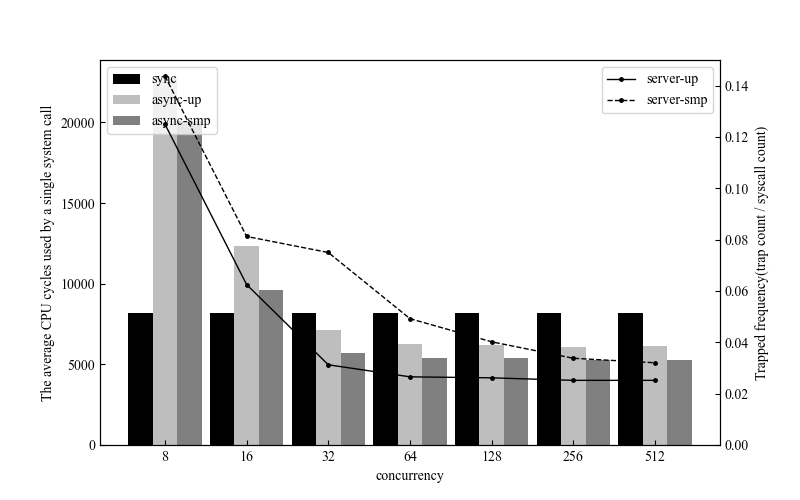 sync
async-up
async-smp
server-up
server-smp
The average CPU cycles used by a single system call
20000
15000
10000
5000
0
0.14
0.12
0.10
0.08
0.06
0.04
0.02
0.00
Trapped frequency(trap count / syscall count)
8 16 32 64 128 256 512
concurrency